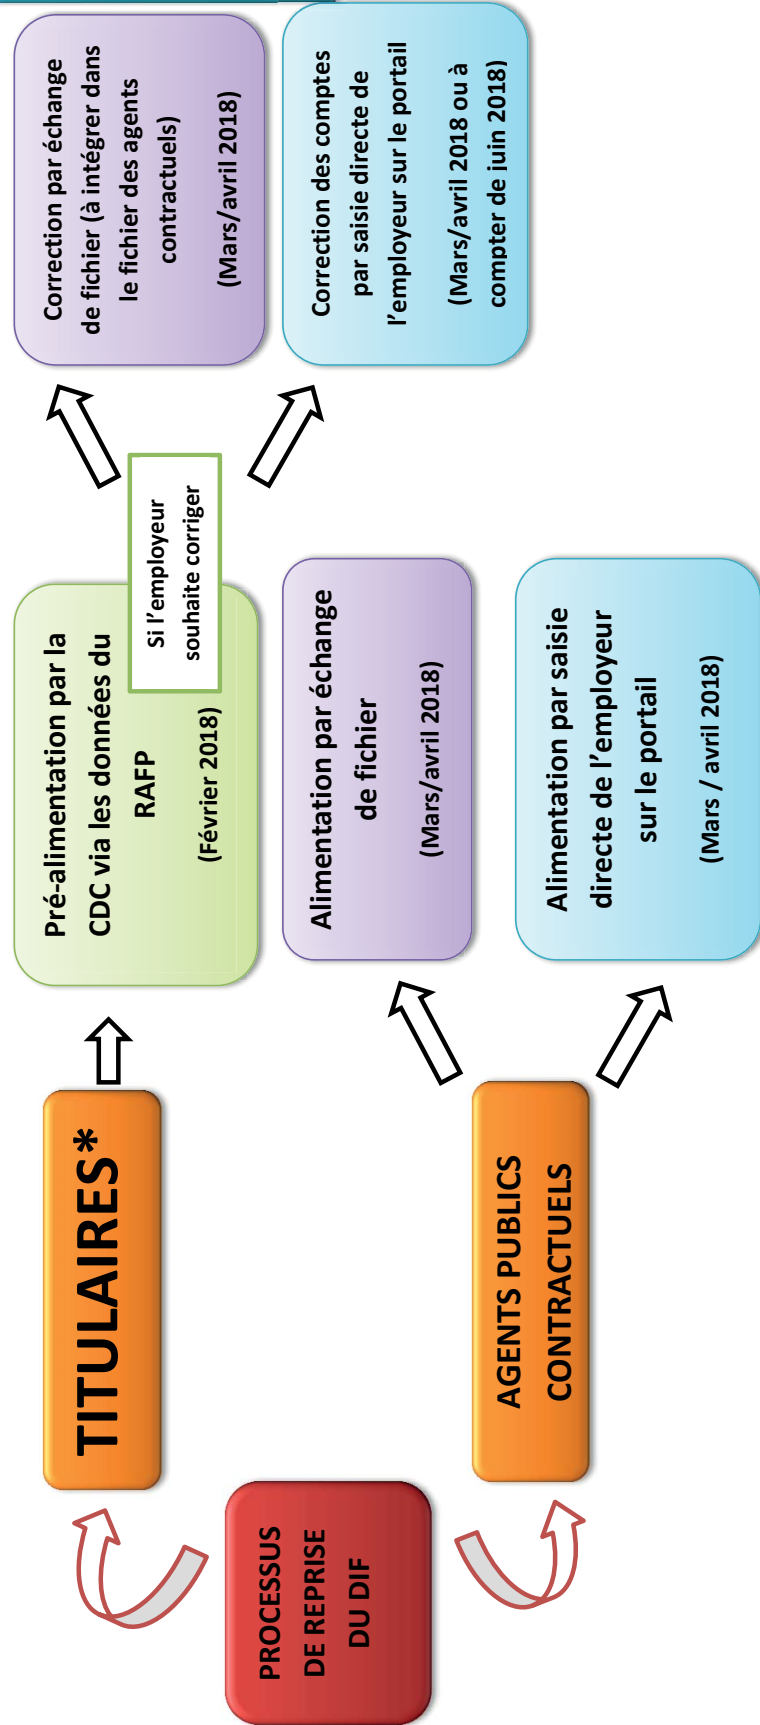 PROCESSUS
DE REPRISE
DU DIF
TITULAIRES*
Pré-alimentation par la
CDC via les données du
RAFP
(Février 2018)
Si l'employeur
souhaite corriger
Correction par échange
de fichier (à intégrer dans
le fichier des agents
contractuels)
(Mars/avril 2018)
Correction des comptes
par saisie directe de
l'employeur sur le portail
(Mars/avril 2018 ou à
compter de juin 2018)
AGENTS PUBLICS
CONTRACTUELS
Alimentation par échange
de fichier
(Mars/avril 2018)
Alimentation par saisie
directe de l'employeur
sur le portail
(Mars / avril 2018)